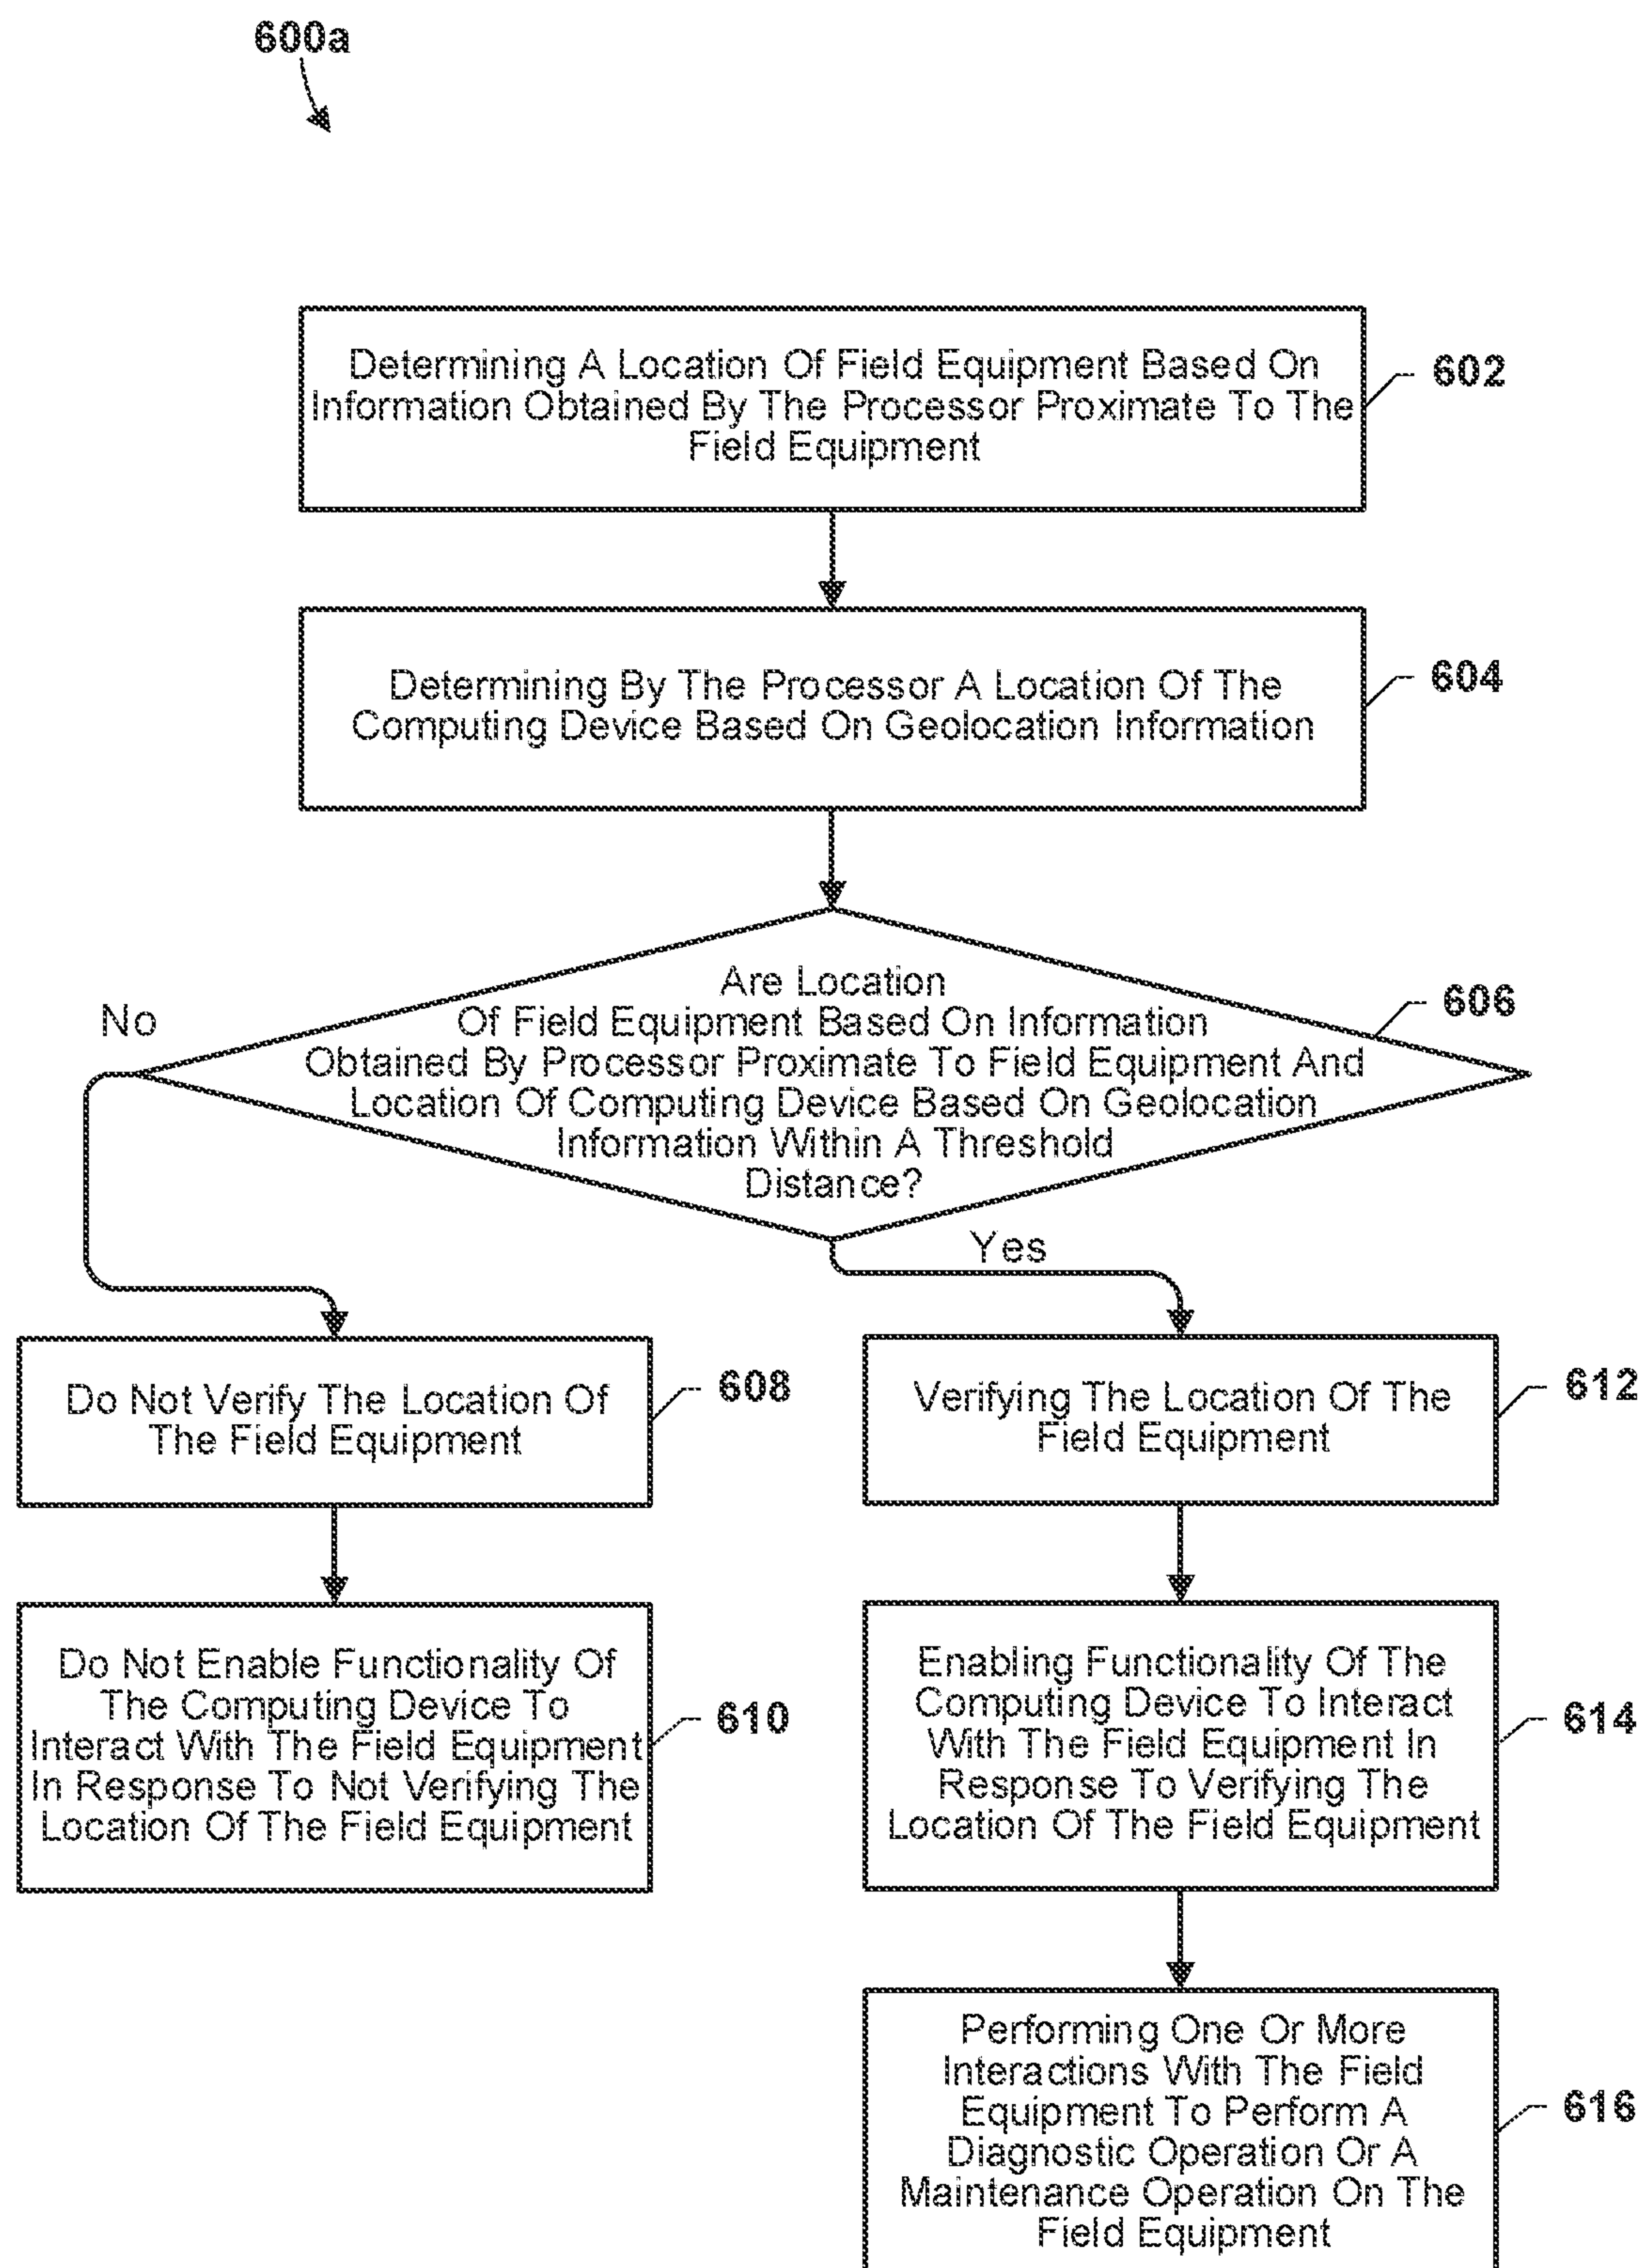 600a
Determining A Location Of Field Equipment Based On
Information Obtained By The Processor Proximate To The
Field Equipment
602
Determining By The Processor A Location Of The
Computing Device Based On Geolocation Information
604
Are Location
Of Field Equipment Based On Information
Obtained By Processor Proximate To Field Equipment And
Location Of Computing Device Based On Geolocation
Information Within A Threshold
Distance?
606
No
Yes
Do Not Verify The Location Of
The Field Equipment
608
Verifying The Location Of The
Field Equipment
612
Do Not Enable Functionality Of
The Computing Device To
Interact With The Field Equipment
In Response To Not Verifying The
Location Of The Field Equipment
610
Enabling Functionality Of The
Computing Device To Interact
With The Field Equipment In
Response To Verifying The
Location Of The Field Equipment
614
Performing One Or More
Interactions With The Field
Equipment To Perform A
Diagnostic Operation Or A
Maintenance Operation On The
Field Equipment
616